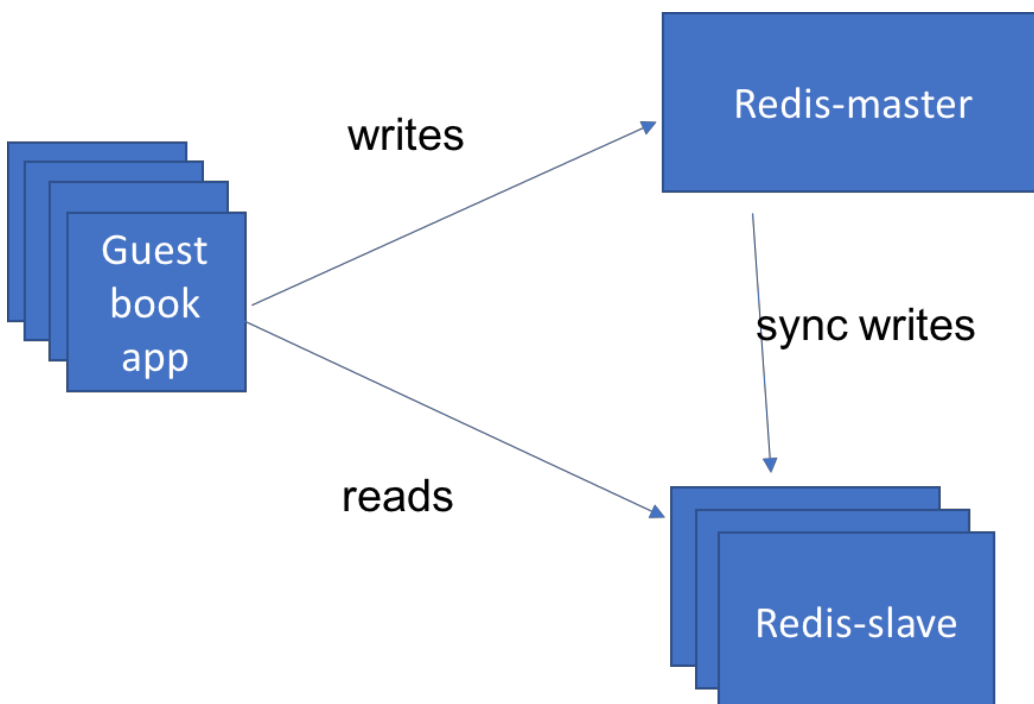 Redis-master
writes
Guest
book
app
sync writes
reads
Redis-slave